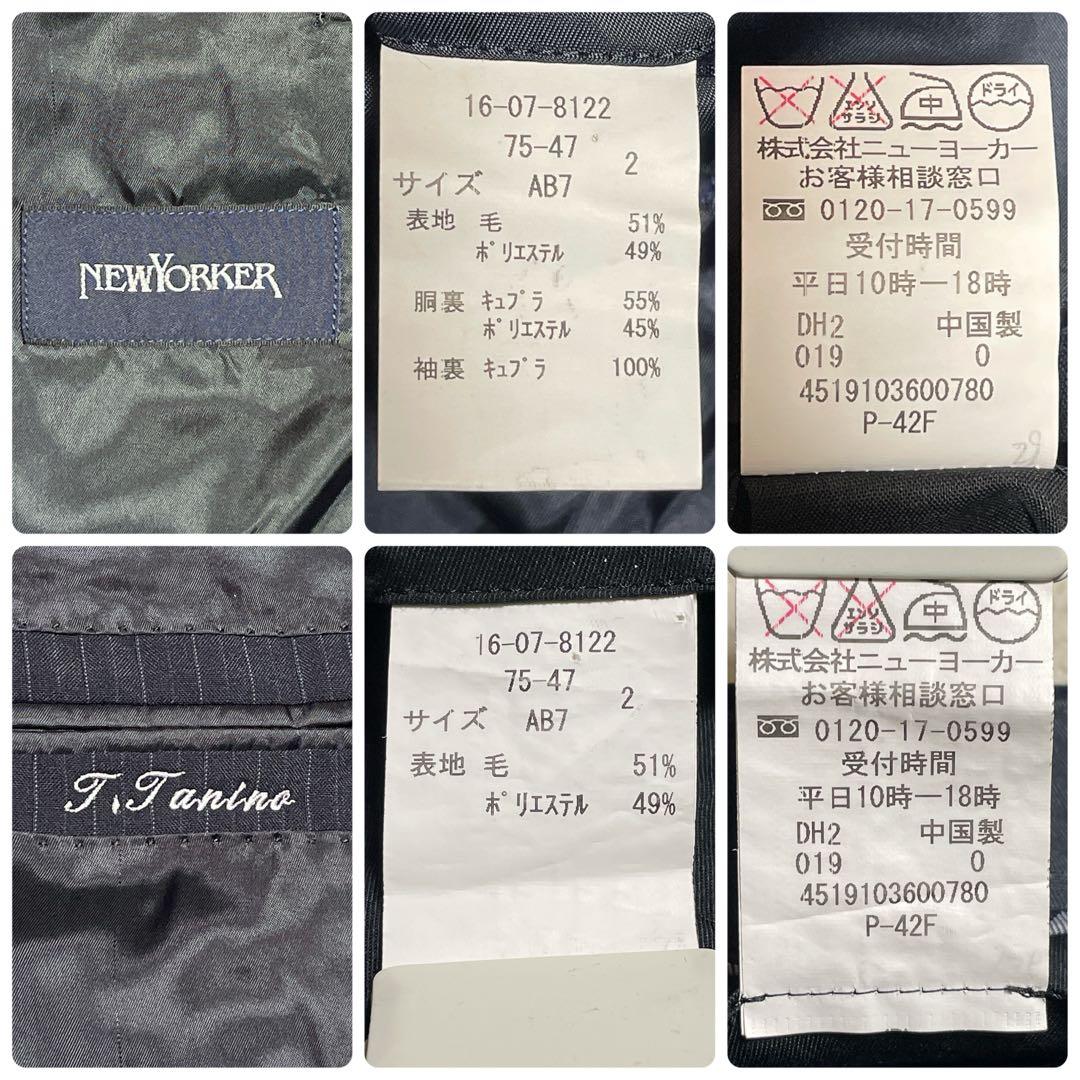 NEWYORKER
16-07-8122
75-47
2
サイズ AB7
表地 毛 51%
ポリエステル 49%
胴裏 キュプラ 55%
ポリエステル 45%
袖裏 キュプラ 100%
エンソ サラシ 中 ドライ
株式会社ニューヨーカー
お客様相談窓口
0120-17-0599
受付時間
平日10時ー18時
DH2 中国製
019 0
4519103600780
P-42F
29
T.Tanino
16-07-8122
75-47
2
サイズ AB7
表地 毛 51%
ポリエステル 49%
エンソ サラシ 中 ドライ
株式会社ニューヨーカー
お客様相談窓口
0120-17-0599
受付時間
平日10時ー18時
DH2 中国製
019 0
4519103600780
P-42F